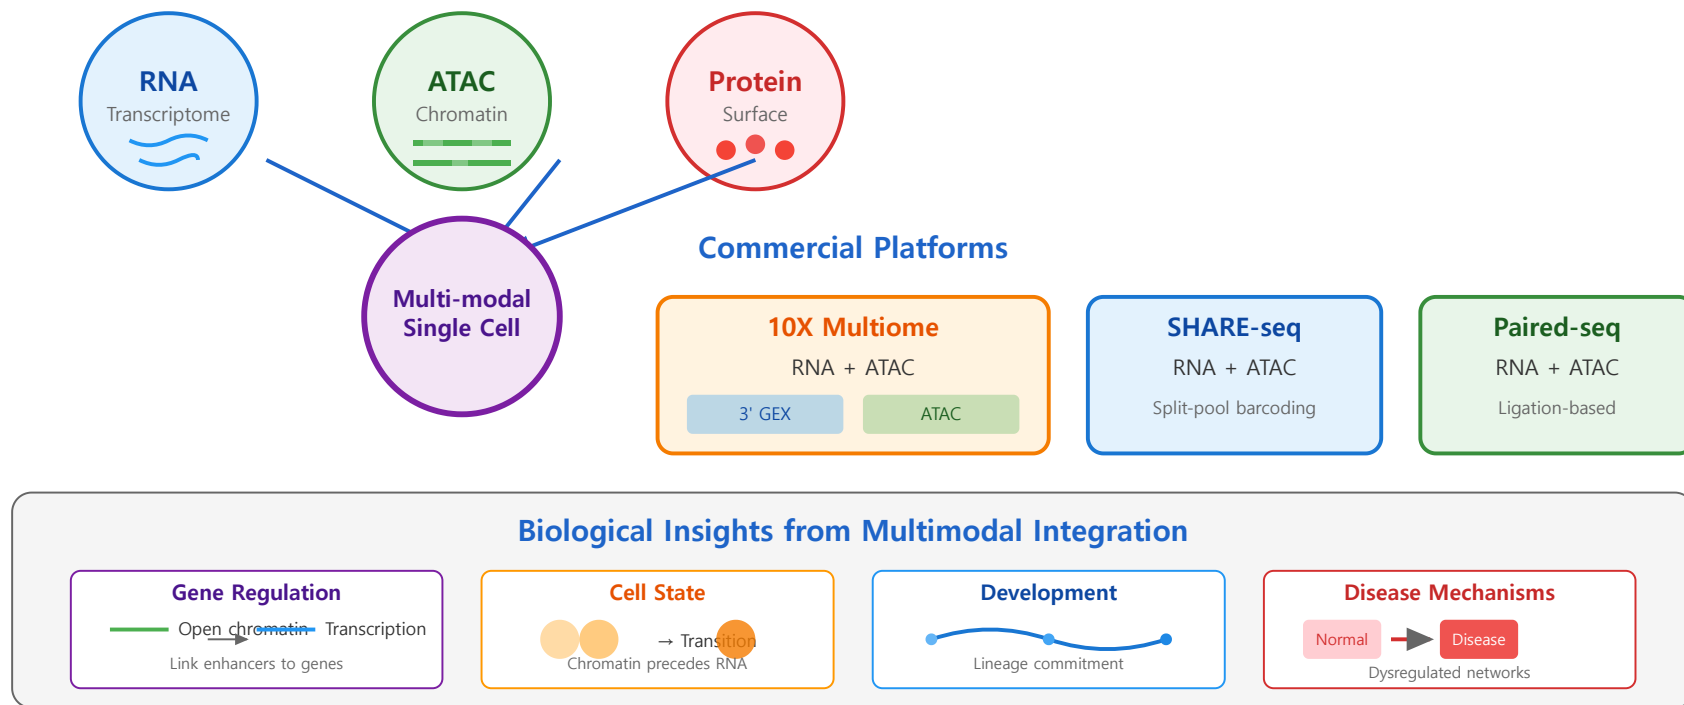 RNA
Transcriptome
ATAC
Chromatin
Protein
Surface
Multi-modal
Single Cell
Commercial Platforms
10X Multiome
RNA + ATAC
3' GEX
ATAC
SHARE-seq
RNA + ATAC
Split-pool barcoding
Paired-seq
RNA + ATAC
Ligation-based
Biological Insights from Multimodal Integration
Gene Regulation
Open chromatin
Transcription
Link enhancers to genes
Cell State
→ Transition
Chromatin precedes RNA
Development
Lineage commitment
Disease Mechanisms
Normal
Disease
Dysregulated networks